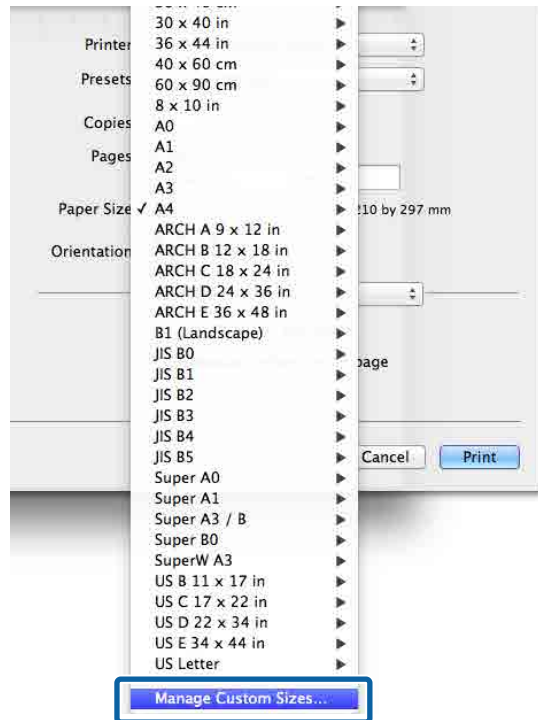 30 x 40 in
Printer 36 x 44 in
40 x 60 cm
Presets 60 x 90 cm
8 x 10 in
Copies A0
A1
Pages A2
A3
Paper Size ✓ A4 210 by 297 mm
ARCH A 9 x 12 in
Orientation ARCH B 12 x 18 in
ARCH C 18 x 24 in
ARCH D 24 x 36 in
ARCH E 36 x 48 in
B1 (Landscape)
JIS B0
JIS B1 page
JIS B2
JIS B3
JIS B4
JIS B5 Cancel Print
Super A0
Super A1
Super A3 / B
Super B0
SuperW A3
US B 11 x 17 in
US C 17 x 22 in
US D 22 x 34 in
US E 34 x 44 in
US Letter
Manage Custom Sizes...